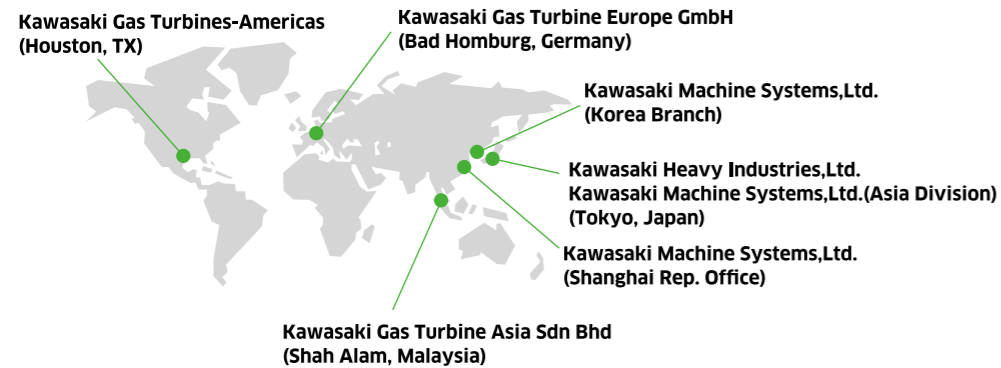 Kawasaki Gas Turbines-Americas
(Houston, TX)
Kawasaki Gas Turbine Europe GmbH
(Bad Homburg, Germany)
Kawasaki Machine Systems,Ltd.
(Korea Branch)
Kawasaki Heavy Industries,Ltd.
Kawasaki Machine Systems,Ltd.(Asia Division)
(Tokyo, Japan)
Kawasaki Machine Systems,Ltd.
(Shanghai Rep. Office)
Kawasaki Gas Turbine Asia Sdn Bhd
(Shah Alam, Malaysia)